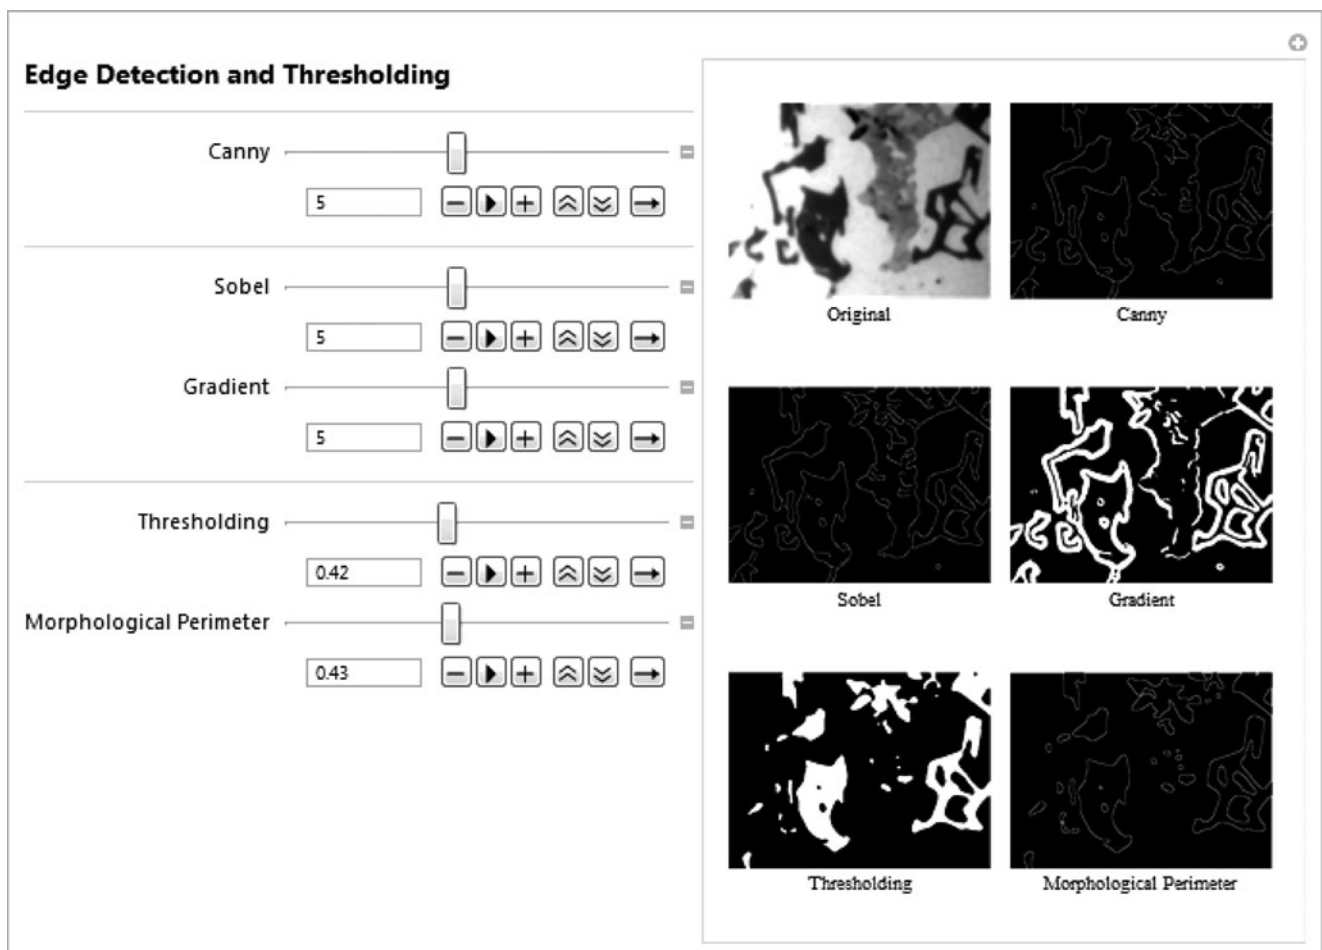 Edge Detection and Thresholding
Canny
5
Sobel
5
Gradient
5
Thresholding
0.42
Morphological Perimeter
0.43
Original
Canny
Sobel
Gradient
Thresholding
Morphological Perimeter